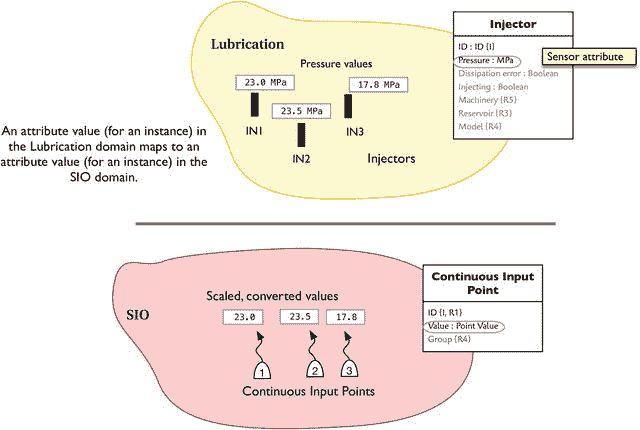 Injector
Lubrication
ID : ID {I}
Pressure : MPa
Sensor attribute
Pressure values
Dissipation error : Boolean
Injecting : Boolean
Machinery {R5}
Reservoir {R3}
Model {R4}
23.0 MPa
17.8 MPa
23.5 MPa
An attribute value (for an instance) in
the Lubrication domain maps to an
attribute value (for an instance) in the
SIO domain.
IN1
IN3
IN2
Injectors
Continuous Input
Point
SIO
Scaled, converted values
ID {I, R1}
Value : Point Value
Group {R4}
23.0
23.5
17.8
1
2
3
Continuous Input Points